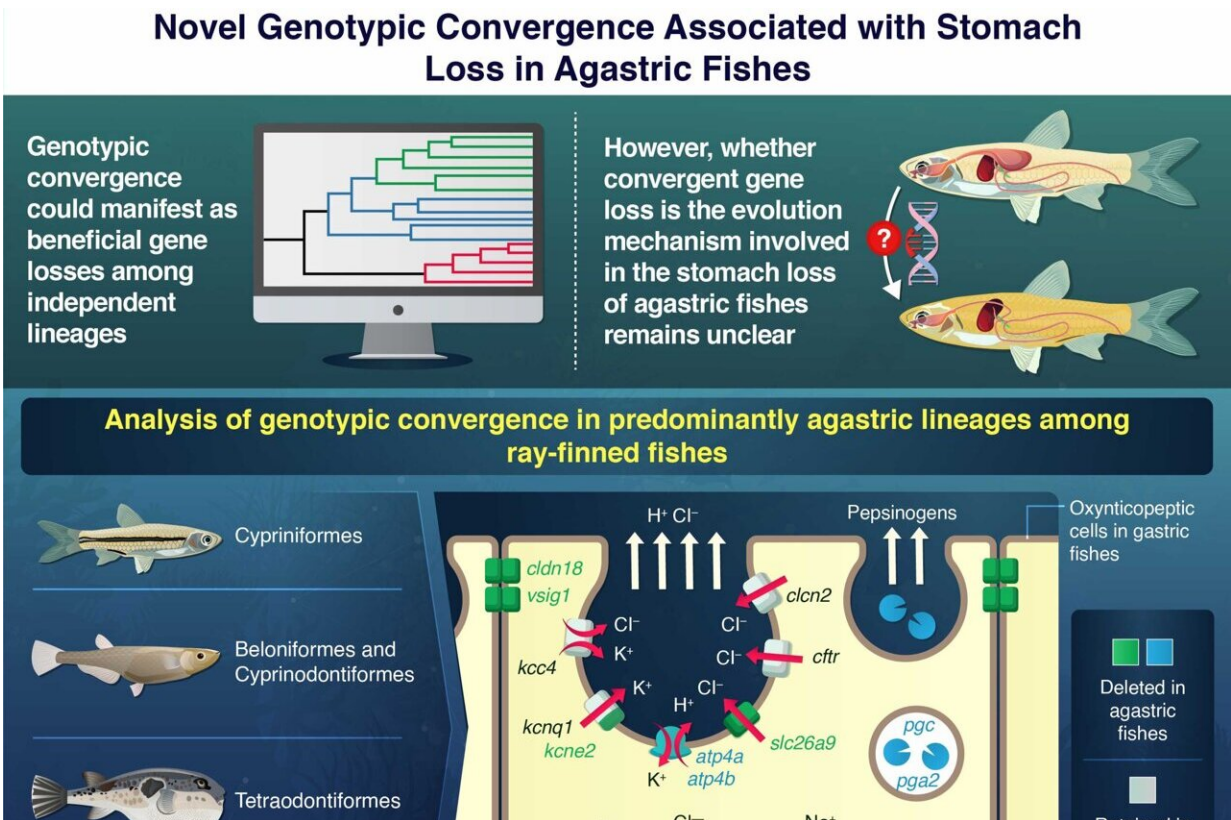 Novel Genotypic Convergence Associated with Stomach
Loss in Agastric Fishes
Genotypic
convergence
could manifest as
beneficial gene
losses among
independent
lineages
However, whether
convergent gene
loss is the evolution
mechanism involved
in the stomach loss
of agastric fishes
remains unclear
?
Analysis of genotypic convergence in predominantly agastric lineages among
ray-finned fishes
Cypriniformes
Beloniformes and
Cyprinodontiformes
Tetraodontiformes
H⁺ Cl⁻
Pepsinogens
Oxynticopeptic
cells in gastric
fishes
cldn18
vsig1
clcn2
Cl⁻
Cl⁻
K⁺
kcc4
Cl⁻
cftr
K⁺
Cl⁻
H⁺
kcnq1
kcne2
slc26a9
atp4a
K⁺
atp4b
pgc
pga2
Deleted in
agastric
fishes